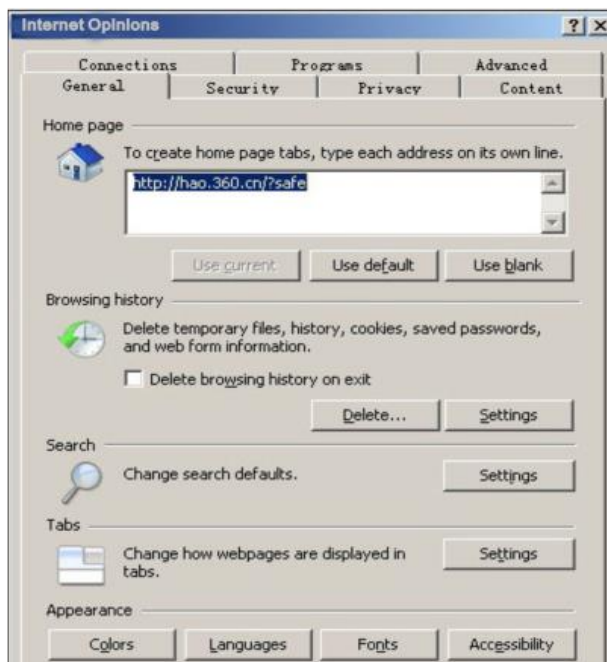 Internet Opinions
? X
Connections Programs Advanced
General Security Privacy Content
Home page
To create home page tabs, type each address on its own line.
http://hao.360.cn/?safe
Use current Use default Use blank
Browsing history
Delete temporary files, history, cookies, saved passwords,
and web form information.
Delete browsing history on exit
Delete... Settings
Search
Change search defaults. Settings
Tabs
Change how webpages are displayed in Settings
tabs.
Appearance
Colors Languages Fonts Accessibility